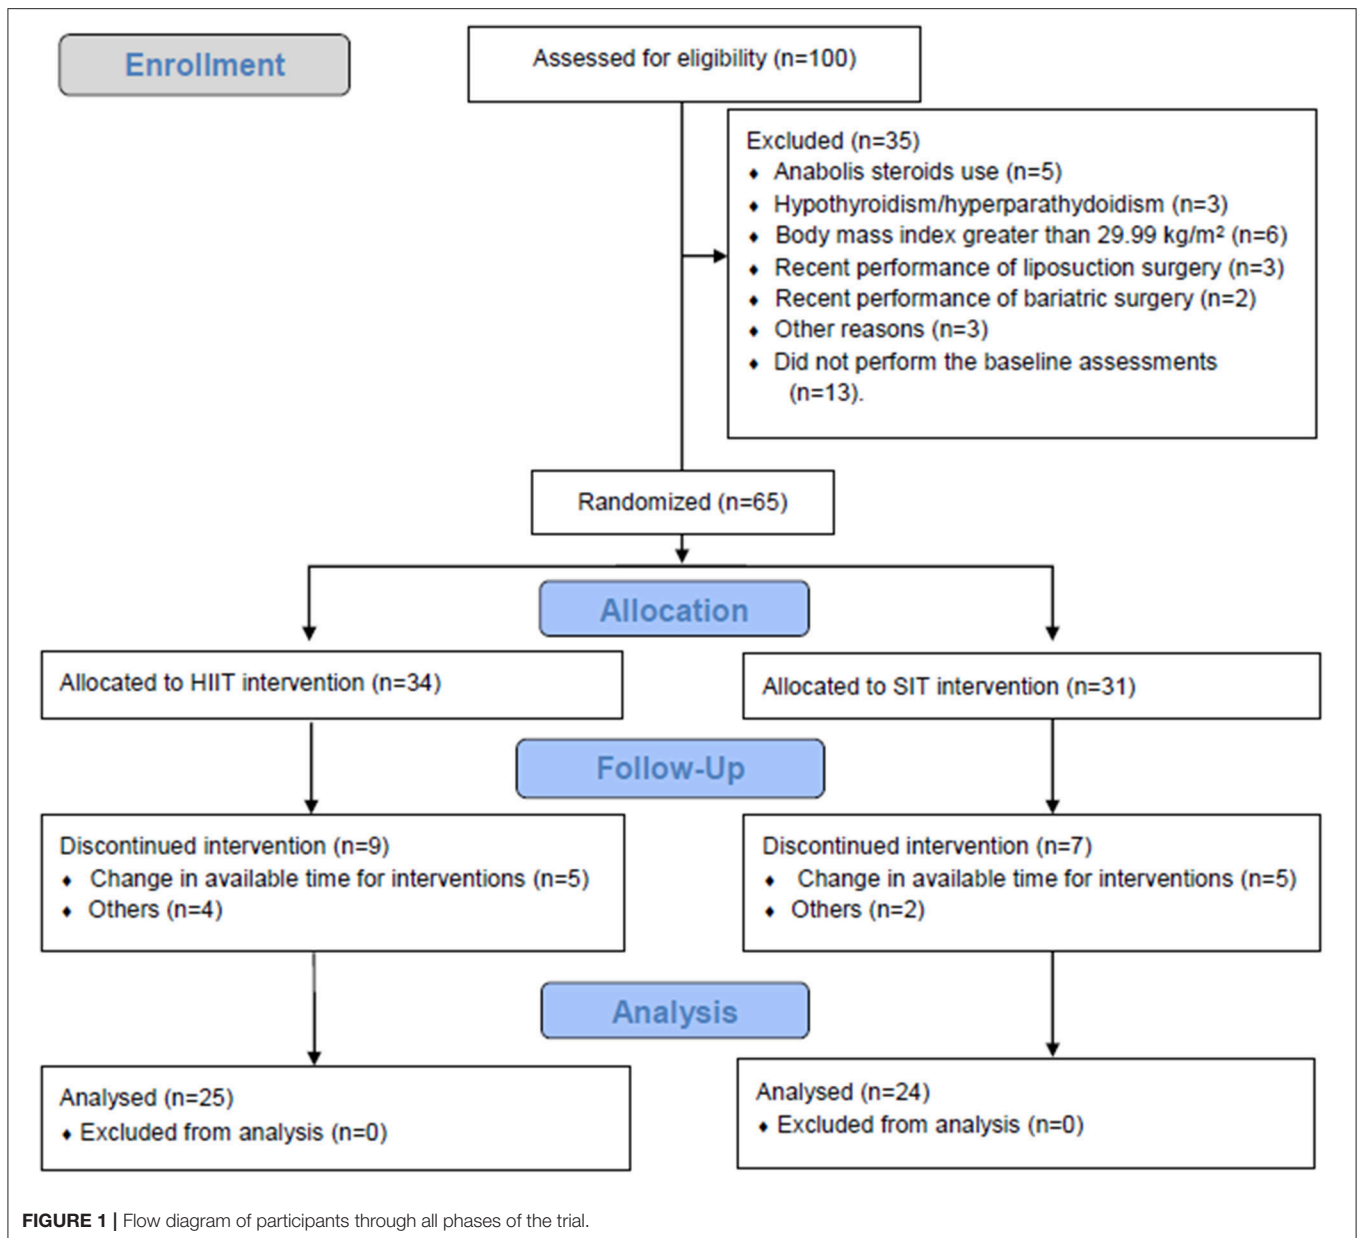 Enrollment
Assessed for eligibility (n=100)
Excluded (n=35)
♦ Anabolis steroids use (n=5)
♦ Hypothyroidism/hyperparathydoidism (n=3)
♦ Body mass index greater than 29.99 kg/m² (n=6)
♦ Recent performance of liposuction surgery (n=3)
♦ Recent performance of bariatric surgery (n=2)
♦ Other reasons (n=3)
♦ Did not perform the baseline assessments
(n=13).
Randomized (n=65)
Allocation
Allocated to HIIT intervention (n=34)
Allocated to SIT intervention (n=31)
Follow-Up
Discontinued intervention (n=9)
♦ Change in available time for interventions (n=5)
♦ Others (n=4)
Discontinued intervention (n=7)
♦ Change in available time for interventions (n=5)
♦ Others (n=2)
Analysis
Analysed (n=25)
♦ Excluded from analysis (n=0)
Analysed (n=24)
♦ Excluded from analysis (n=0)
FIGURE 1 | Flow diagram of participants through all phases of the trial.